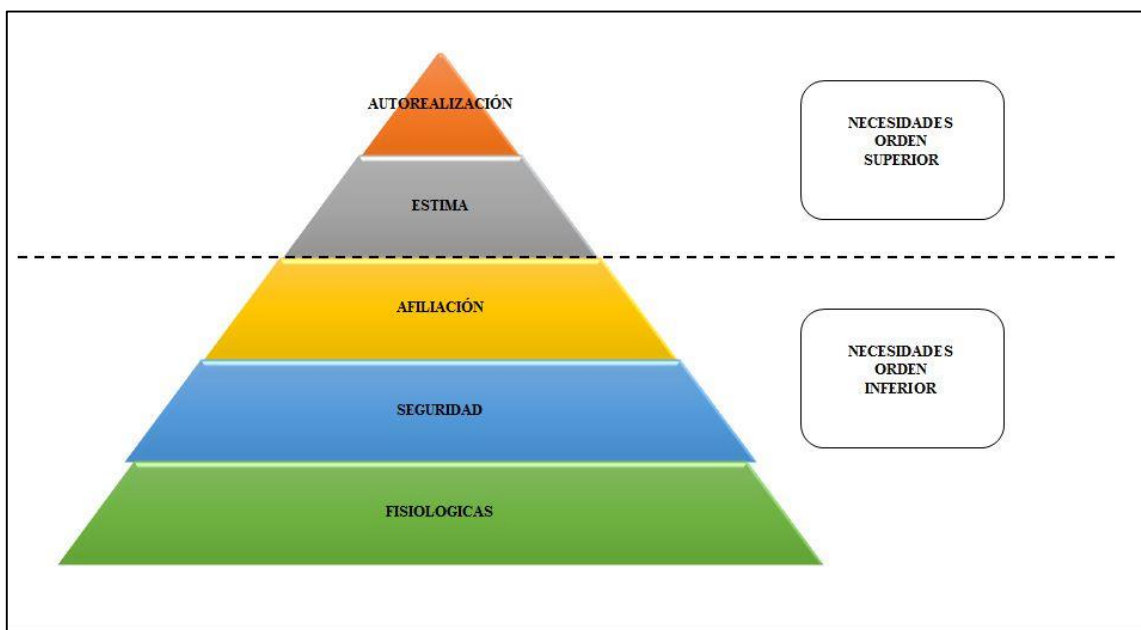 AUTOREALIZACIÓN
NECESIDADES
ORDEN
SUPERIOR
ESTIMA
AFILIACIÓN
NECESIDADES
ORDEN
INFERIOR
SEGURIDAD
FISIOLOGICAS